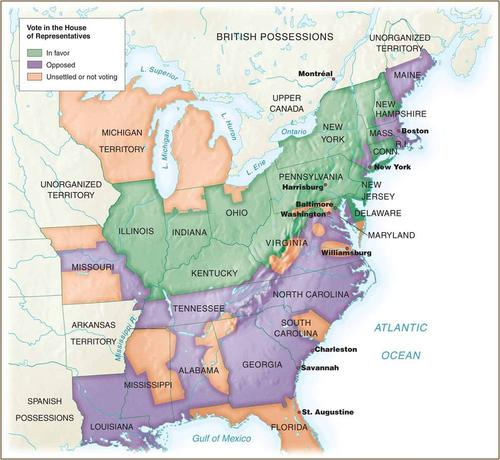 Vote in the House
of Representatives
In favor
Opposed
Unsettled or not voting
BRITISH POSSESSIONS
UNORGANIZED
TERRITORY
L. Superior
Montréal
MAINE
UPPER
CANADA
L. Huron
L. Michigan
Ontario
NEW
HAMPSHIRE
MICHIGAN
TERRITORY
NEW
YORK
MASS.
Boston
R.I.
CONN.
L. Erie
New York
UNORGANIZED
TERRITORY
PENNSYLVANIA
Harrisburg
NEW
JERSEY
OHIO
Baltimore
Washington
DELAWARE
ILLINOIS
INDIANA
MARYLAND
VIRGINIA
Williamsburg
MISSOURI
KENTUCKY
NORTH CAROLINA
TENNESSEE
ARKANSAS
TERRITORY
Mississippi R.
SOUTH
CAROLINA
ATLANTIC
OCEAN
Charleston
GEORGIA
Savannah
ALABAMA
MISSISSIPPI
SPANISH
POSSESSIONS
St. Augustine
LOUISIANA
FLORIDA
Gulf of Mexico